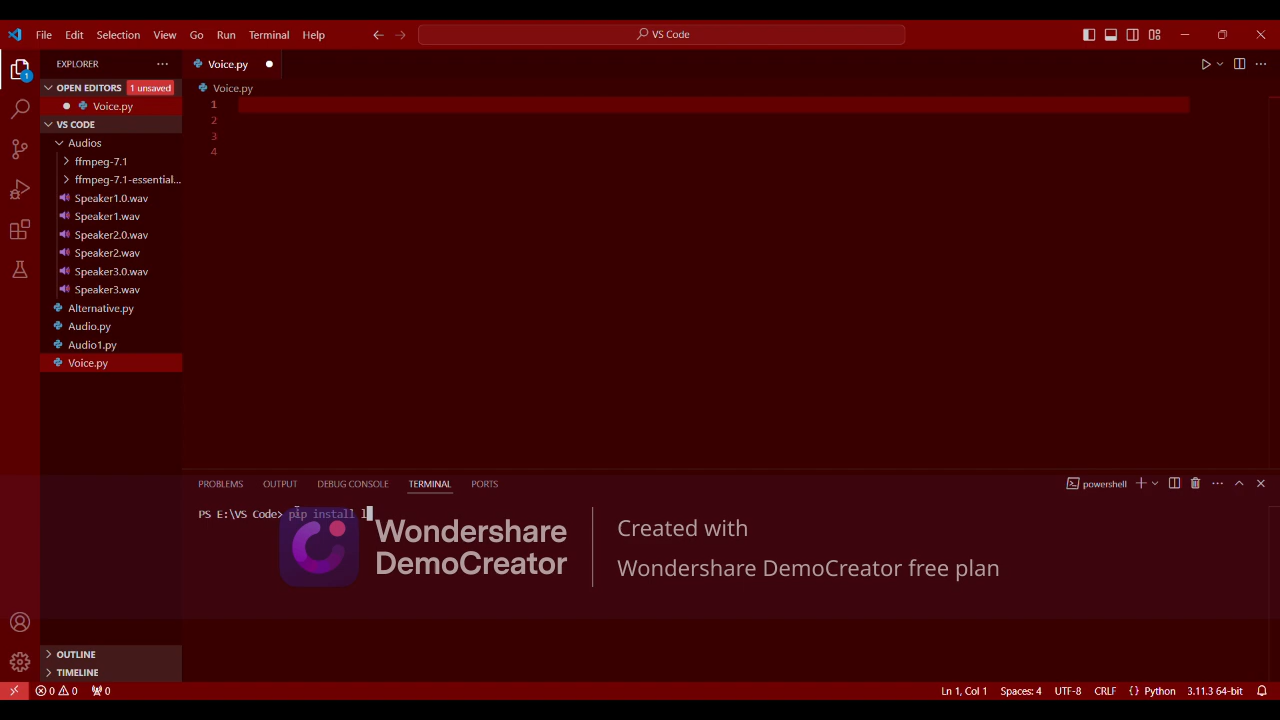 File Edit Selection View Go Run Terminal Help
VS Code
EXPLORER
Voice.py
OPEN EDITORS 1 unsaved
Voice.py
Voice.py
1
2
3
4
VS CODE
Audios
ffmpeg-7.1
ffmpeg-7.1-essential...
Speaker1.0.wav
Speaker1.wav
Speaker2.0.wav
Speaker2.wav
Speaker3.0.wav
Speaker3.wav
Alternative.py
Audio.py
Audio1.py
Voice.py
1
PROBLEMS OUTPUT DEBUG CONSOLE TERMINAL PORTS
powershell
PS E:\VS Code> pip install l
Wondershare
DemoCreator
Created with
Wondershare DemoCreator free plan
OUTLINE
TIMELINE
0 0 0
Ln 1, Col 1 Spaces: 4 UTF-8 CRLF {} Python 3.11.3 64-bit